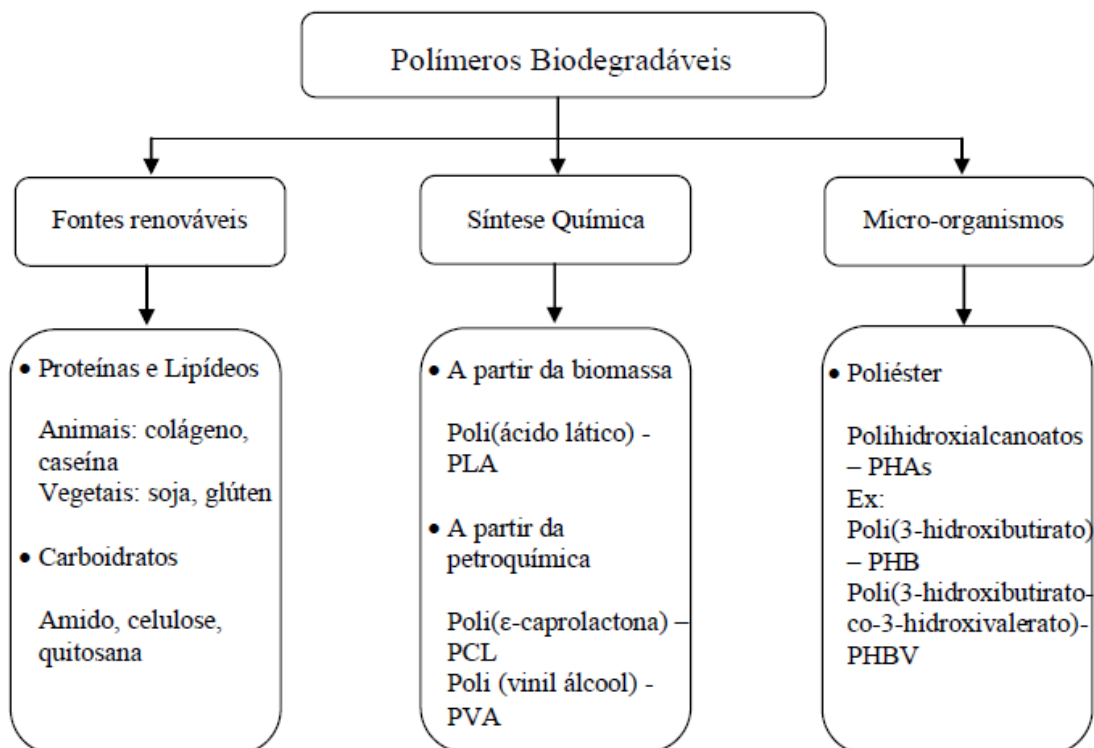 Polímeros Biodegradáveis
Fontes renováveis
Síntese Química
Micro-organismos
• Proteínas e Lipídeos
Animais: colágeno,
caseína
Vegetais: soja, glúten
• Carboidratos
Amido, celulose,
quitosana
• A partir da biomassa
Poli(ácido lático) -
PLA
• A partir da
petroquímica
Poli(ε-caprolactona) –
PCL
Poli (vinil álcool) -
PVA
• Poliéster
Polihidroxialcanoatos
– PHAs
Ex:
Poli(3-hidroxibutirato)
– PHB
Poli(3-hidroxibutirato-
co-3-hidroxivalerato)-
PHBV